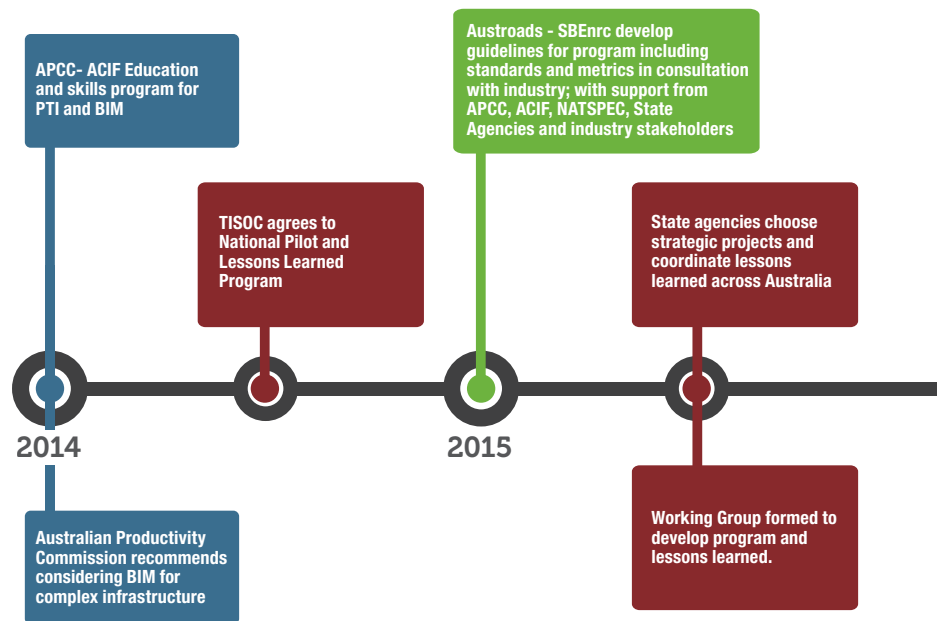 APCC- ACIF Education
and skills program for
PTI and BIM
Austroads - SBEnrc develop
guidelines for program including
standards and metrics in consultation
with industry; with support from
APCC, ACIF, NATSPEC, State
Agencies and industry stakeholders
TISOC agrees to
National Pilot and
Lessons Learned
Program
State agencies choose
strategic projects and
coordinate lessons
learned across Australia
2014
2015
Australian Productivity
Commission recommends
considering BIM for
complex infrastructure
Working Group formed to
develop program and
lessons learned.